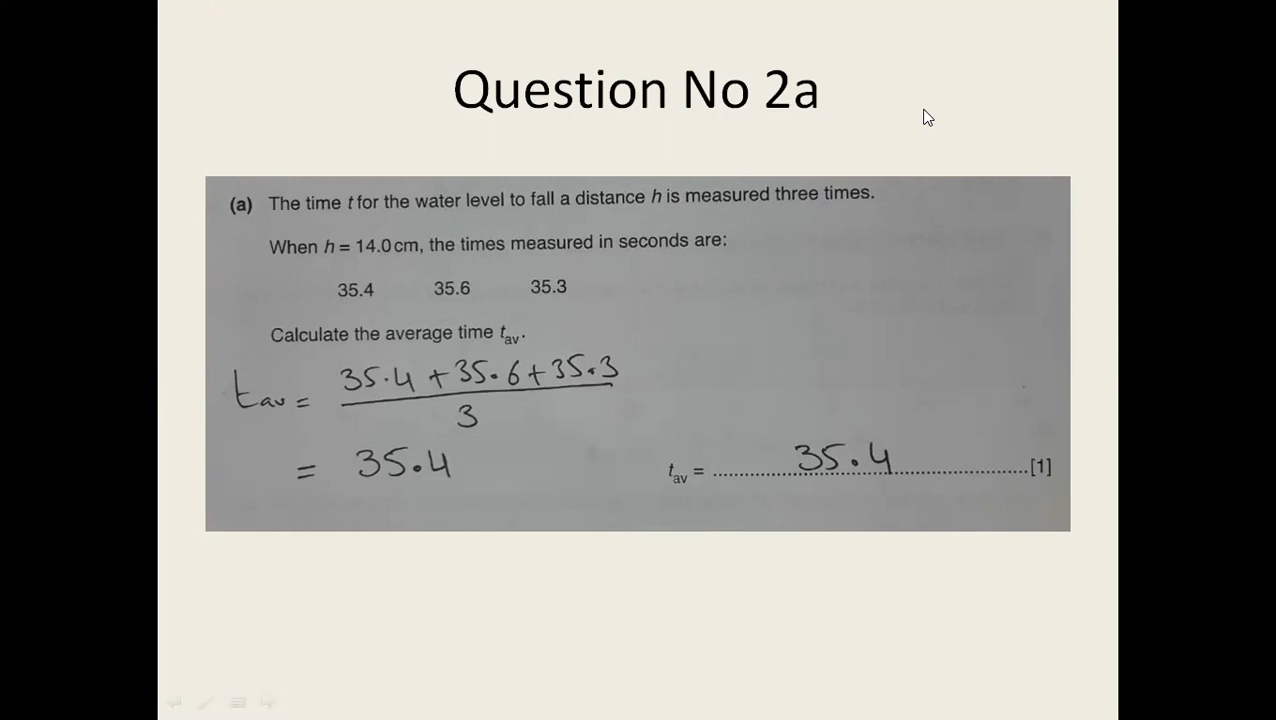 Question No 2a
(a) The time t for the water level to fall a distance h is measured three times.
When h = 14.0 cm, the times measured in seconds are:
35.4 35.6 35.3
Calculate the average time tav.
tav = 35.4 + 35.6 + 35.3
3
= 35.4
tav = ........35.4........[1]